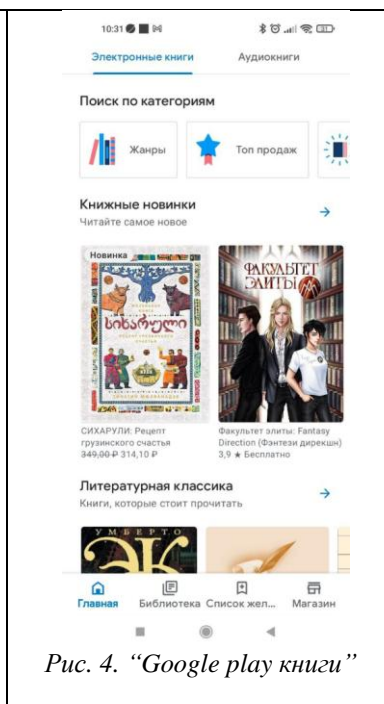 10:31
Электронные книги Аудиокниги
Поиск по категориям
Жанры Топ продаж
Книжные новинки
Читайте самое новое
Новинка
სიხარული
ФАКУЛЬТЕТ
ЭЛИТЫ
СИХАРУЛИ: Рецепт
грузинского счастья
349,00 ₽ 314,10 ₽
Факультет элиты: Fantasy
Direction (Фэнтези дирекшн)
3,9 ★ Бесплатно
Литературная классика
Книги, которые стоит прочитать
УМБЕРТО
ЭК
Главная Библиотека Список жел... Магазин
Рис. 4. “Google play книги”